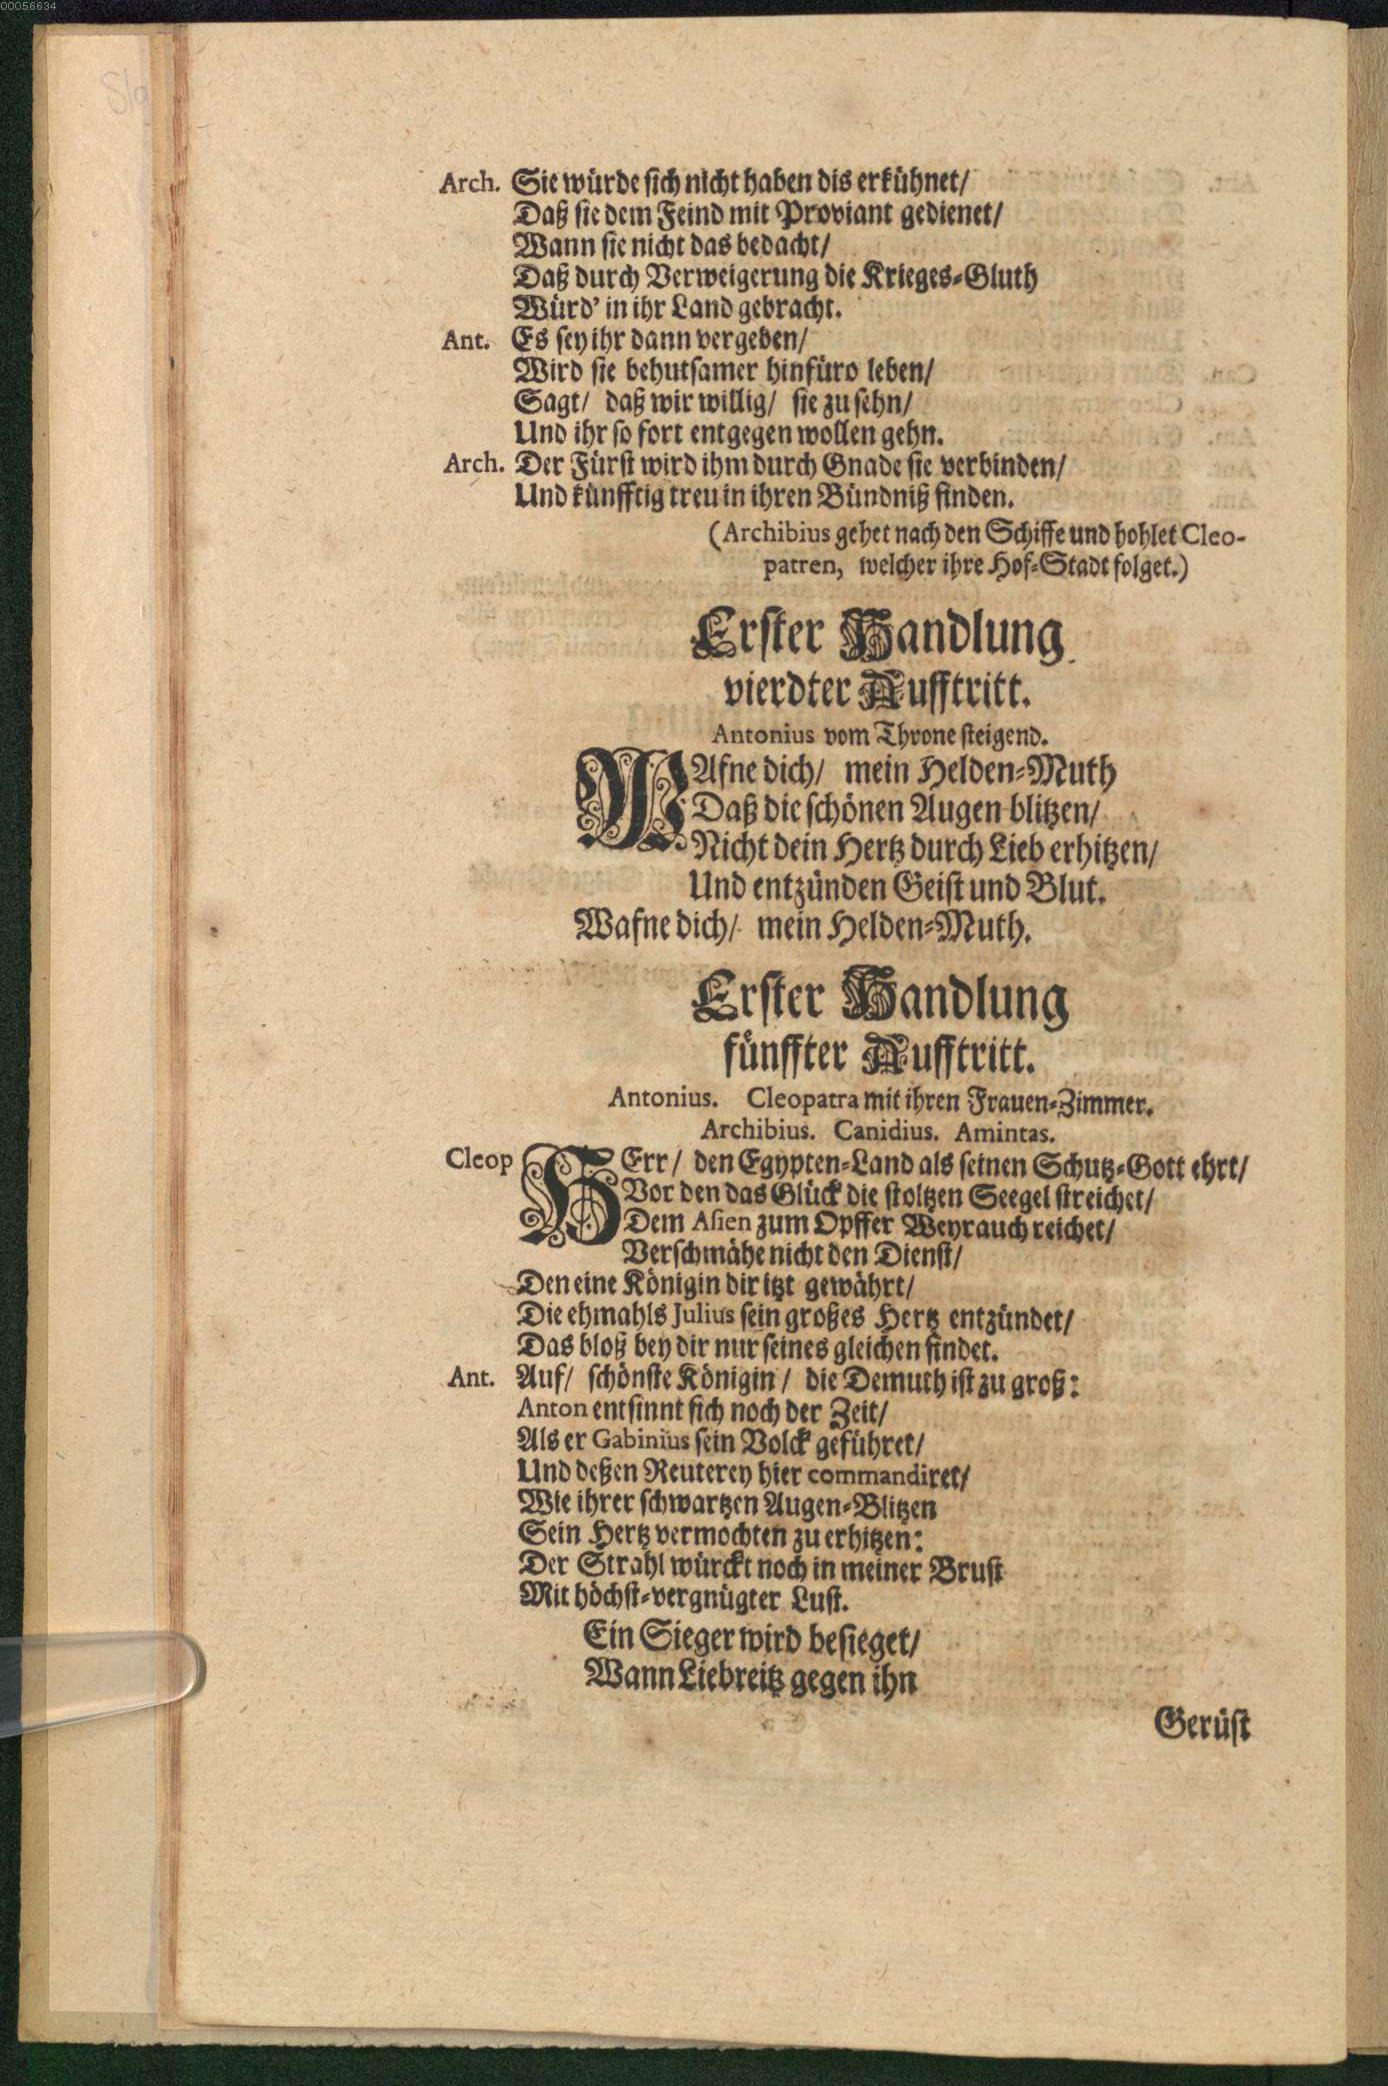 00056634
Arch. Sie würde sich nicht haben dis erkühnet/
Daß sie dem Feind mit Proviant gedienet/
Wann sie nicht das bedacht/
Daß durch Verweigerung die Krieges-Gluth
Würd' in ihr Land gebracht.
Ant. Es sey ihr dann vergeben/
Wird sie behutsamer hinfüro leben/
Sagt/ daß wir willig/ sie zu sehn/
Und ihr so fort entgegen wollen gehn.
Arch. Der Fürst wird ihm durch Gnade sie verbinden/
Und künfftig treu in ihren Bündniß finden.
(Archibius gehet nach den Schiffe und hohlet Cleo-
patren, welcher ihre Hof-Stadt folget.)
Erster Handlung
vierdter Aufftritt.
Antonius vom Throne steigend.
WAfne dich/ mein Helden-Muth
Daß die schönen Augen blitzen/
Nicht dein Hertz durch Lieb erhitzen/
Und entzünden Geist und Blut.
Wafne dich/ mein Helden-Muth.
Erster Handlung
fünffter Aufftritt.
Antonius. Cleopatra mit ihren Frauen-Zimmer.
Archibius. Canidius. Amintas.
Cleop HErr/ den Egypten-Land als seinen Schutz-Gott ehrt/
Vor den das Glück die stoltzen Seegel streichet/
Dem Asien zum Opffer Weyrauch reichet/
Verschmähe nicht den Dienst/
Den eine Königin dir itzt gewährt/
Die ehmahls Julius sein großes Hertz entzündet/
Das bloß bey dir nur seines gleichen findet.
Ant. Auf/ schönste Königin/ die Demuth ist zu groß:
Anton entsinnt sich noch der Zeit/
Als er Gabinius sein Volck geführet/
Und deßen Reuterey hier commandiret/
Wie ihrer schwartzen Augen-Blitzen
Sein Hertz vermochten zu erhitzen:
Der Strahl würckt noch in meiner Brust
Mit höchst-vergnügter Lust.
Ein Sieger wird besieget/
Wann Liebreitz gegen ihn
Gerüst